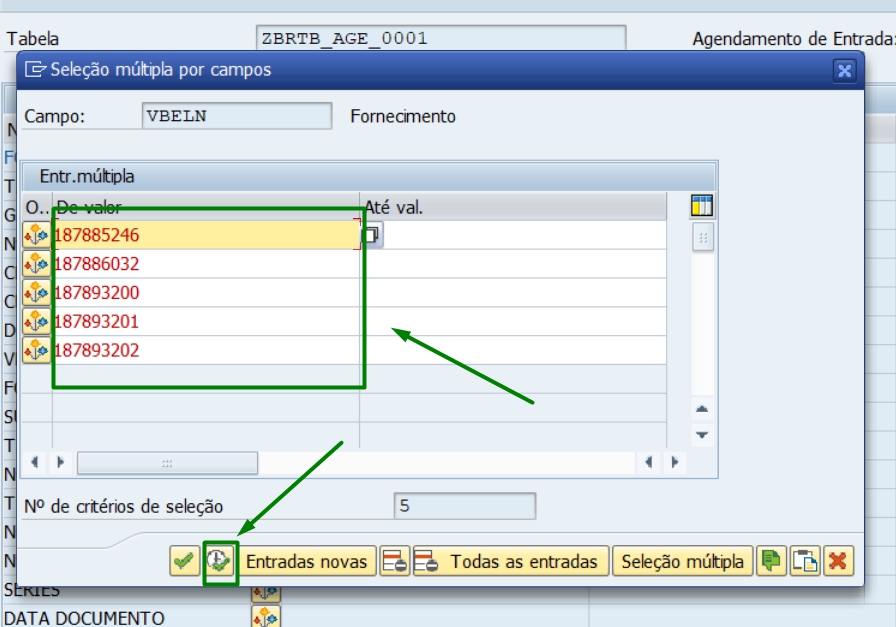 Tabela ZBRTB_AGE_0001 Agendamento de Entrada:
Seleção múltipla por campos
Campo: VBELN Fornecimento
Entr.múltipla
O.. De valor Até val.
187885246
187886032
187893200
187893201
187893202
Nº de critérios de seleção 5
Entradas novas Todas as entradas Seleção múltipla
SERIES
DATA DOCUMENTO